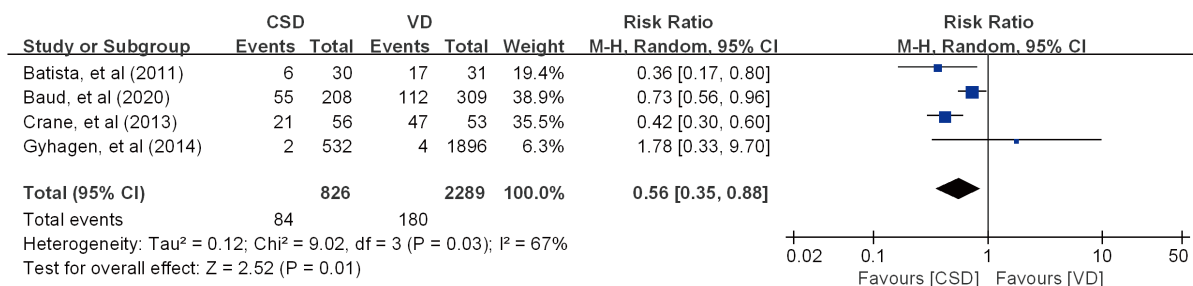 CSD VD Risk Ratio Risk Ratio
Study or Subgroup Events Total Events Total Weight M-H, Random, 95% CI M-H, Random, 95% CI
Batista, et al (2011) 6 30 17 31 19.4% 0.36 [0.17, 0.80]
Baud, et al (2020) 55 208 112 309 38.9% 0.73 [0.56, 0.96]
Crane, et al (2013) 21 56 47 53 35.5% 0.42 [0.30, 0.60]
Gyhagen, et al (2014) 2 532 4 1896 6.3% 1.78 [0.33, 9.70]
Total (95% CI) 826 2289 100.0% 0.56 [0.35, 0.88]
Total events 84 180
Heterogeneity: Tau² = 0.12; Chi² = 9.02, df = 3 (P = 0.03); I² = 67%
Test for overall effect: Z = 2.52 (P = 0.01)
0.02 0.1 1 10 50
Favours [CSD] Favours [VD]